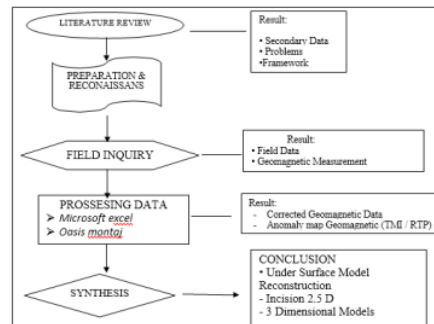 LITERATURE REVIEW
Result:
• Secondary Data
• Problems
•Framework
PREPARATION &
RECONAISSANS
FIELD INQUIRY
Result:
• Field Data
• Geomagnetic Measurement
PROSSESING DATA
➢ Microsoft excel
➢ Oasis montaj
Result:
- Corrected Geomagnetic Data
- Anomaly map Geomagnetic (TMI / RTP)
SYNTHESIS
CONCLUSION
• Under Surface Model
Reconstruction
- Incision 2.5 D
- 3 Dimensional Models